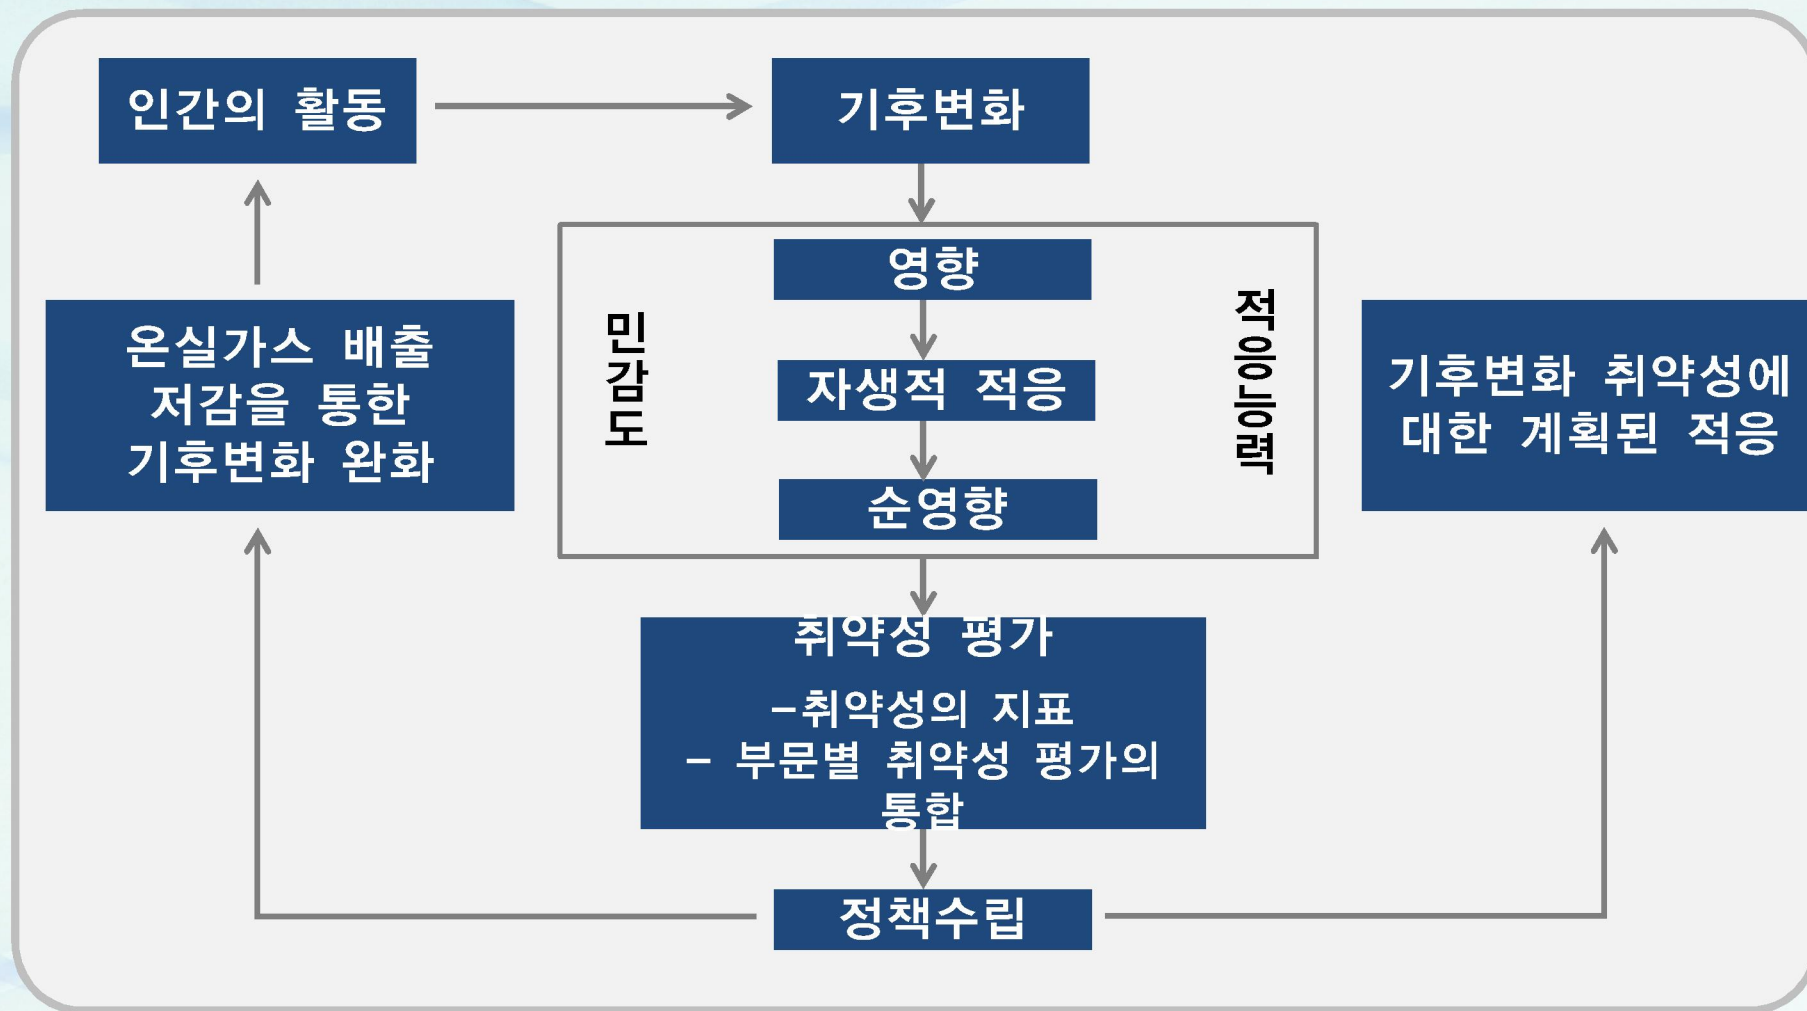 인간의 활동
기후변화
영향
온실가스 배출
저감을 통한
기후변화 완화
민감도
자생적 적응
적응능력
기후변화 취약성에
대한 계획된 적응
순영향
취약성 평가
-취약성의 지표
- 부문별 취약성 평가의
통합
정책수립